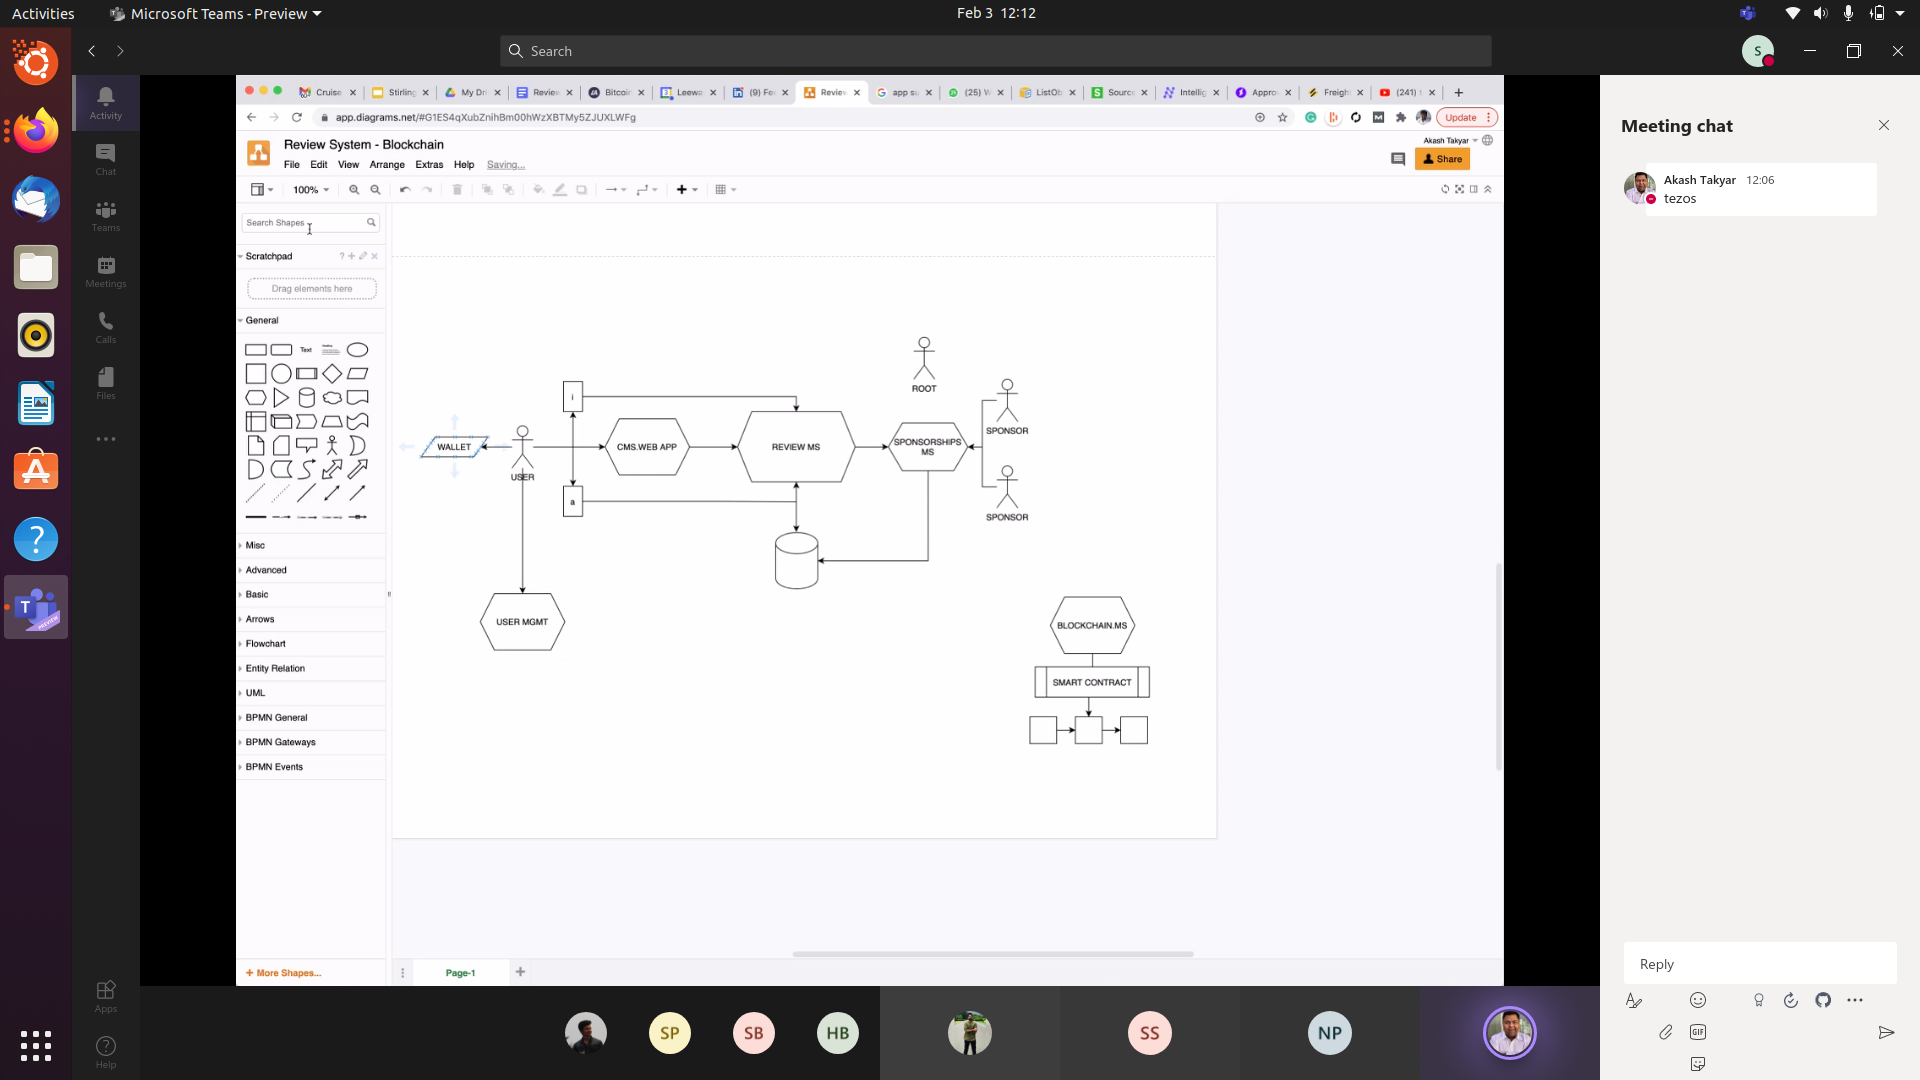 Activities
Microsoft Teams - Preview
Feb 3 12:12
Search
S
Activity
Chat
Teams
Meetings
Calls
Files
Apps
Help
Cruise
Stirling
My Dri
Review
Bitcoin
Leewa
(9) Fee
Review
app su
(25) W
ListOb
Source
Intellig
Appro
Freigh
(241)
app.diagrams.net/#G1ES4qXubZnihBm00hWzXBTMy5ZJUXLWFg
Update
Review System - Blockchain
Akash Takyar
File Edit View Arrange Extras Help Saving...
Share
100%
Search Shapes
Scratchpad
Drag elements here
General
Text
Misc
Advanced
Basic
Arrows
Flowchart
Entity Relation
UML
BPMN General
BPMN Gateways
BPMN Events
+ More Shapes...
ROOT
SPONSOR
SPONSOR
i
WALLET
USER
CMS.WEB APP
REVIEW MS
SPONSORSHIPS
MS
a
USER MGMT
BLOCKCHAIN.MS
SMART CONTRACT
Page-1
SP
SB
HB
SS
NP
Meeting chat
Akash Takyar 12:06
tezos
Reply
GIF